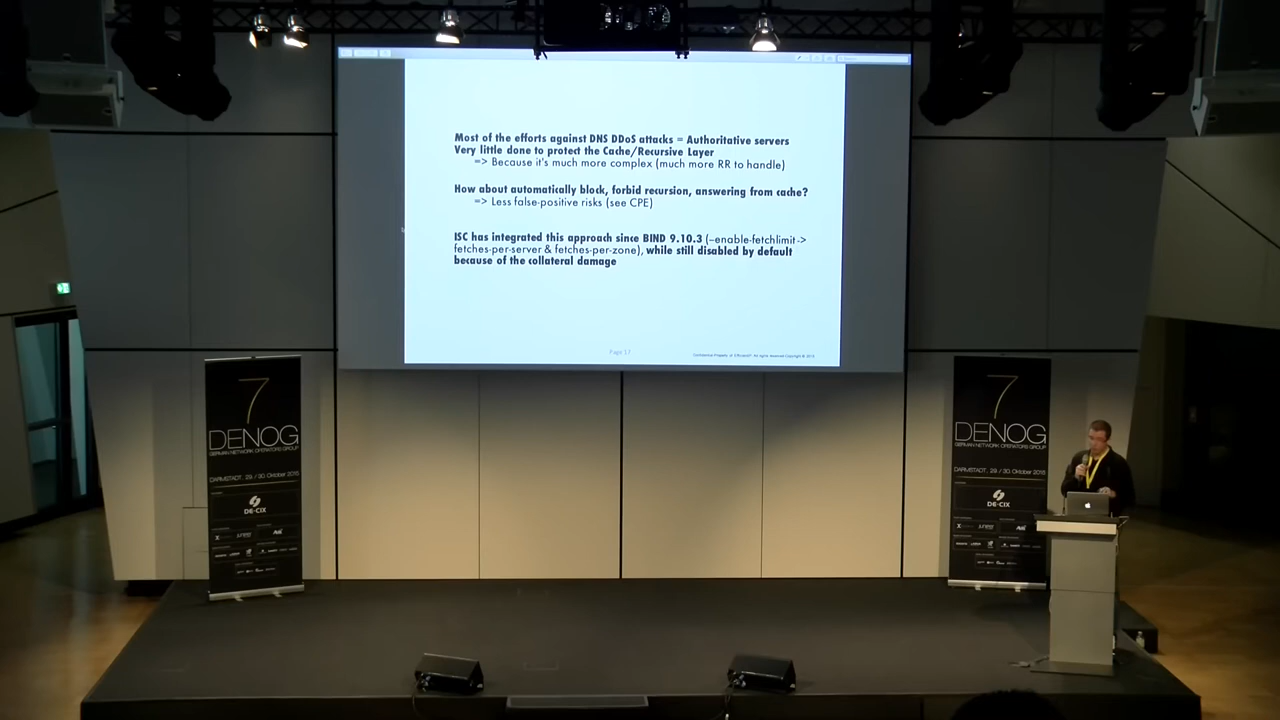 Most of the efforts against DNS DDoS attacks = Authoritative servers
Very little done to protect the Cache/Recursive Layer
=> Because it's much more complex (much more RR to handle)
How about automatically block, forbid recursion, answering from cache?
=> Less false-positive risks (see CPE)
ISC has integrated this approach since BIND 9.10.3 (–enable-fetchlimit ->
fetches-per-server & fetches-per-zone), while still disabled by default
because of the collateral damage
Page 17
7
DENOG
GERMAN NETWORK OPERATORS GROUP
DARMSTADT, 29. / 30. Oktober 2015
DE-CIX
7
DENOG
GERMAN NETWORK OPERATORS GROUP
DARMSTADT, 29. / 30. Oktober 2015
DE-CIX